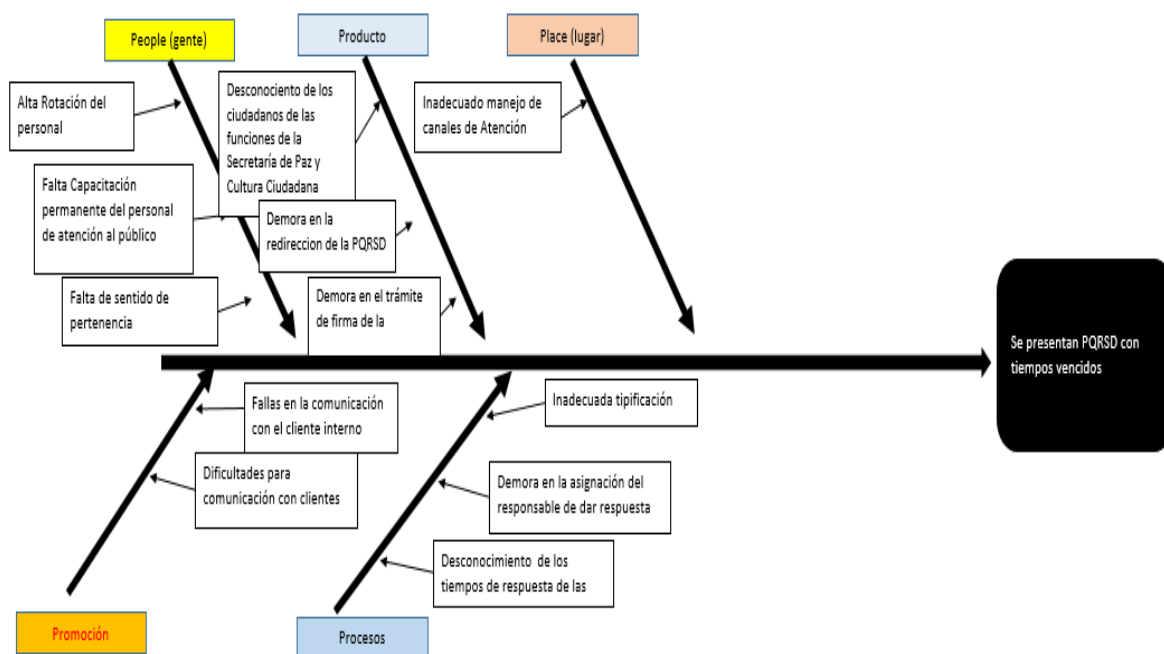 People (gente)
Producto
Place (lugar)
Alta Rotación del
personal
Desconociento de los
ciudadanos de las
funciones de la
Secretaría de Paz y
Cultura Ciudadana
Inadecuado manejo de
canales de Atención
Falta Capacitación
permanente del personal
de atención al público
Demora en la
redireccion de la PQRSD
Falta de sentido de
pertenencia
Demora en el trámite
de firma de la
Se presentan PQRSD con
tiempos vencidos
Fallas en la comunicación
con el cliente interno
Inadecuada tipificación
Dificultades para
comunicación con clientes
Demora en la asignación del
responsable de dar respuesta
Desconocimiento de los
tiempos de respuesta de las
Promoción
Procesos